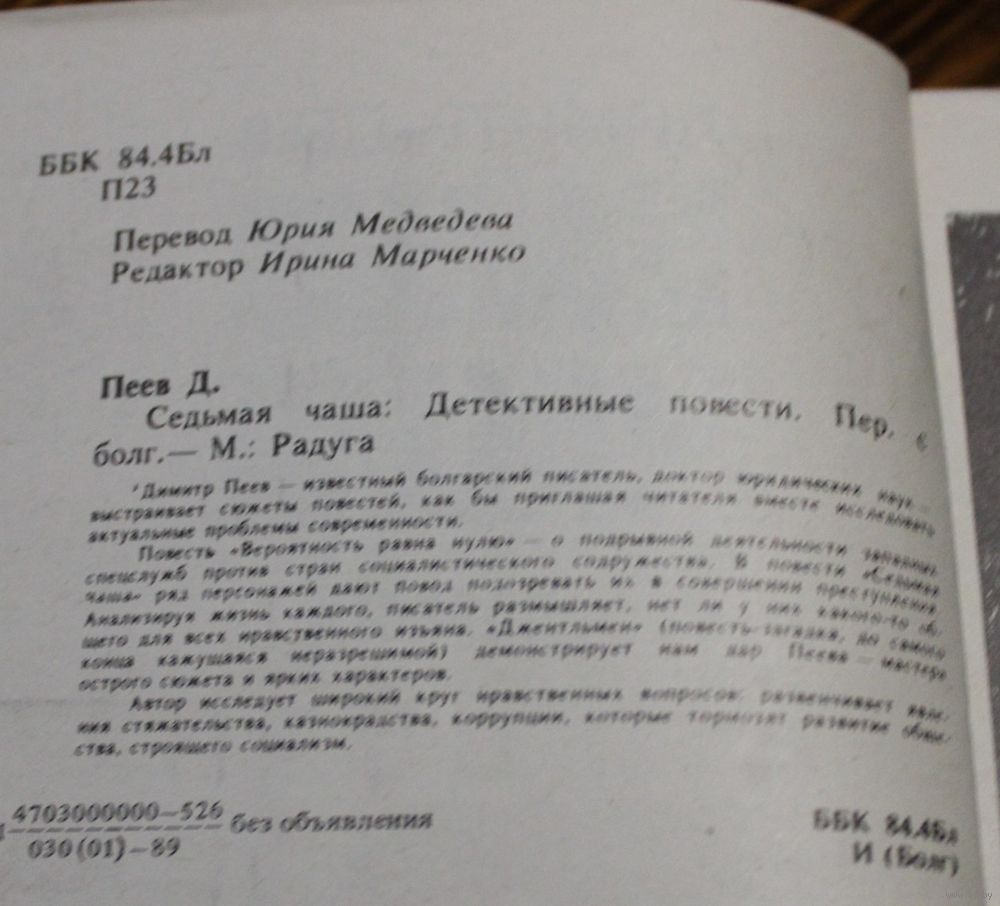 ББК 84.4Бл
П23
Перевод Юрия Медведева
Редактор Ирина Марченко
Пеев Д.
Седьмая чаша: Детективные повести. Пер. с
болг.— М.: Радуга
Димитр Пеев — известный болгарский писатель, доктор юридических наук —
выстраивает сюжеты повестей, как бы приглашая читателя вместе исследовать
актуальные проблемы современности.
Повесть «Вероятность равна нулю» — о подрывной деятельности западных
спецслужб против стран социалистического содружества. В повести «Седьмая
чаша» ряд персонажей дают повод подозревать их в совершении преступления.
Анализируя жизнь каждого, писатель размышляет, нет ли у них какого-то об-
щего для всех нравственного изъяна. «Джентльмен» (повесть-загадка, до самого
конца кажущаяся неразрешимой) демонстрирует нам дар Пеева — мастера
острого сюжета и ярких характеров.
Автор исследует широкий круг нравственных вопросов: развенчивает явле-
ния стяжательства, казнокрадства, коррупции, которые тормозят развитие обще-
ства, строящего социализм.
4703000000—526
без объявления
030(01)—89
ББК 84.4Бл
И (Болг)